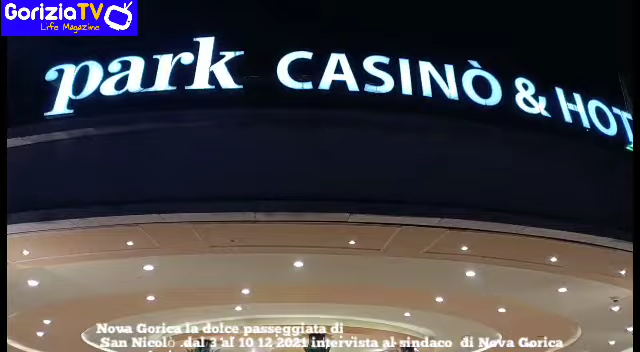 GoriziaTV
Life Magazine
park CASINÒ & HOT
Nova Gorica la dolce passeggiata di
San Nicolò .dal 3 al 10 12 2021 intervista al sindaco di Nova Gorica